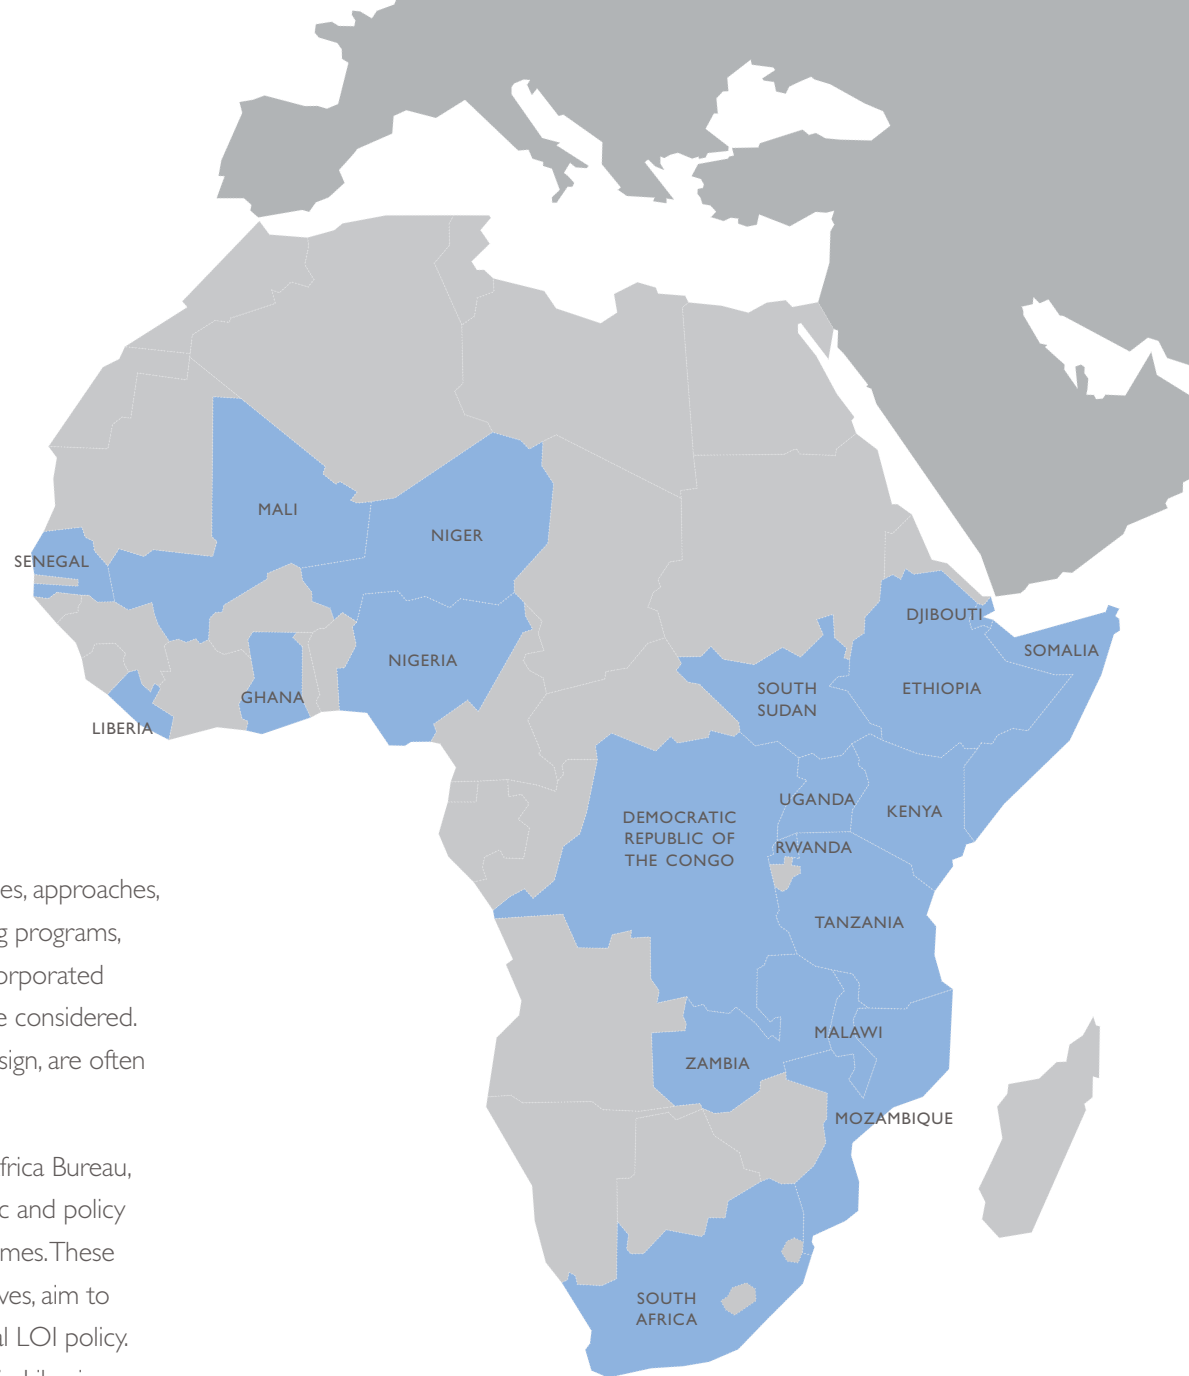 MALI
NIGER
SENEGAL
DJIBOUTI
SOMALIA
NIGERIA
SOUTH
SUDAN
ETHIOPIA
GHANA
LIBERIA
UGANDA
KENYA
DEMOCRATIC
REPUBLIC OF
THE CONGO
RWANDA
TANZANIA
MALAWI
ZAMBIA
MOZAMBIQUE
SOUTH
AFRICA
es, approaches,
g programs,
orporated
e considered.
sign, are often
frica Bureau,
c and policy
mes. These
ves, aim to
al LOI policy.